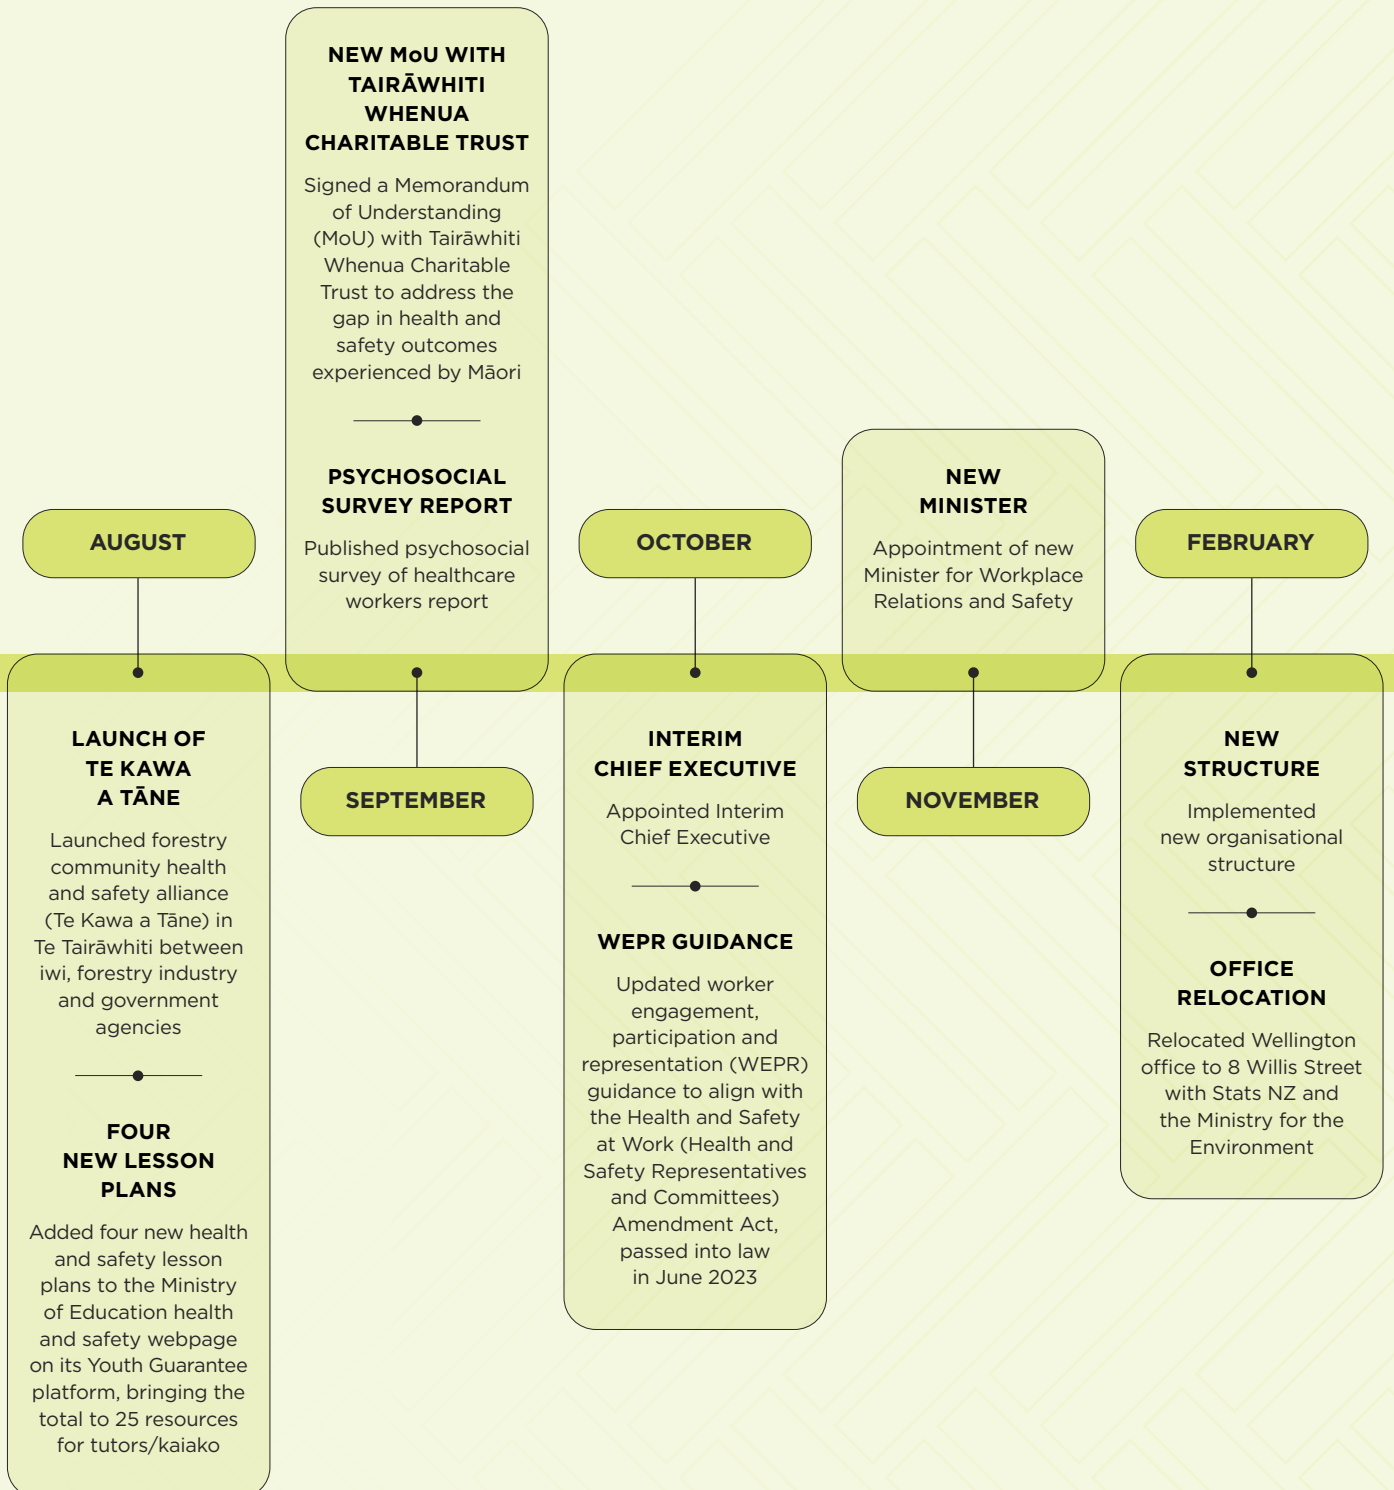 AUGUST
LAUNCH OF
TE KAWA
A TĀNE
Launched forestry
community health
and safety alliance
(Te Kawa a Tāne) in
Te Tairāwhiti between
iwi, forestry industry
and government
agencies
FOUR
NEW LESSON
PLANS
Added four new health
and safety lesson
plans to the Ministry
of Education health
and safety webpage
on its Youth Guarantee
platform, bringing the
total to 25 resources
for tutors/kaiako
NEW MoU WITH
TAIRĀWHITI
WHENUA
CHARITABLE TRUST
Signed a Memorandum
of Understanding
(MoU) with Tairāwhiti
Whenua Charitable
Trust to address the
gap in health and
safety outcomes
experienced by Māori
PSYCHOSOCIAL
SURVEY REPORT
Published psychosocial
survey of healthcare
workers report
SEPTEMBER
OCTOBER
INTERIM
CHIEF EXECUTIVE
Appointed Interim
Chief Executive
WEPR GUIDANCE
Updated worker
engagement,
participation and
representation (WEPR)
guidance to align with
the Health and Safety
at Work (Health and
Safety Representatives
and Committees)
Amendment Act,
passed into law
in June 2023
NEW
MINISTER
Appointment of new
Minister for Workplace
Relations and Safety
NOVEMBER
FEBRUARY
NEW
STRUCTURE
Implemented
new organisational
structure
OFFICE
RELOCATION
Relocated Wellington
office to 8 Willis Street
with Stats NZ and
the Ministry for the
Environment